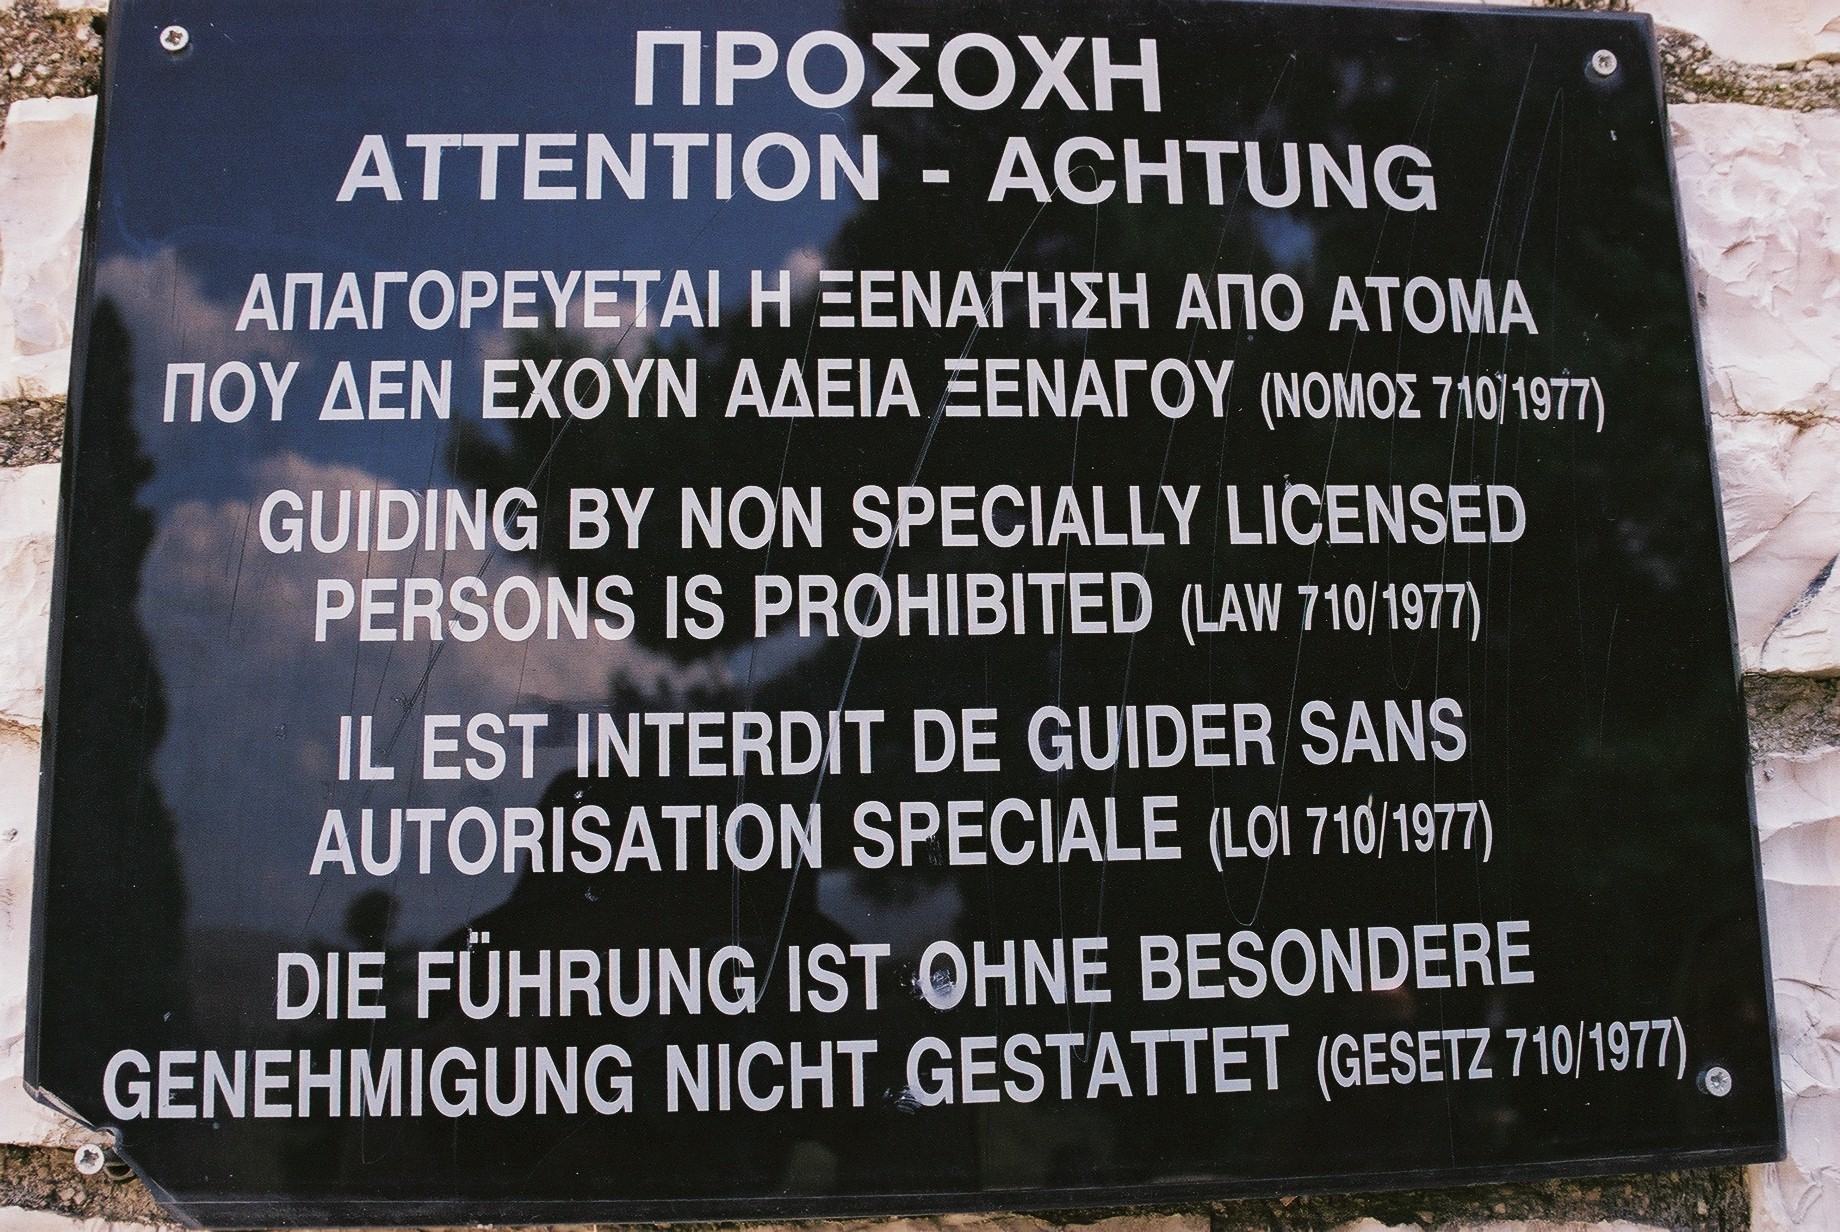 ΠΡΟΣΟΧΗ
ATTENTION - ACHTUNG
ΑΠΑΓΟΡΕΥΕΤΑΙ Η ΞΕΝΑΓΗΣΗ ΑΠΟ ΑΤΟΜΑ
ΠΟΥ ΔΕΝ ΕΧΟΥΝ ΑΔΕΙΑ ΞΕΝΑΓΟΥ (ΝΟΜΟΣ 710/1977)
GUIDING BY NON SPECIALLY LICENSED
PERSONS IS PROHIBITED (LAW 710/1977)
IL EST INTERDIT DE GUIDER SANS
AUTORISATION SPECIALE (LOI 710/1977)
DIE FÜHRUNG IST OHNE BESONDERE
GENEHMIGUNG NICHT GESTATTET (GESETZ 710/1977)